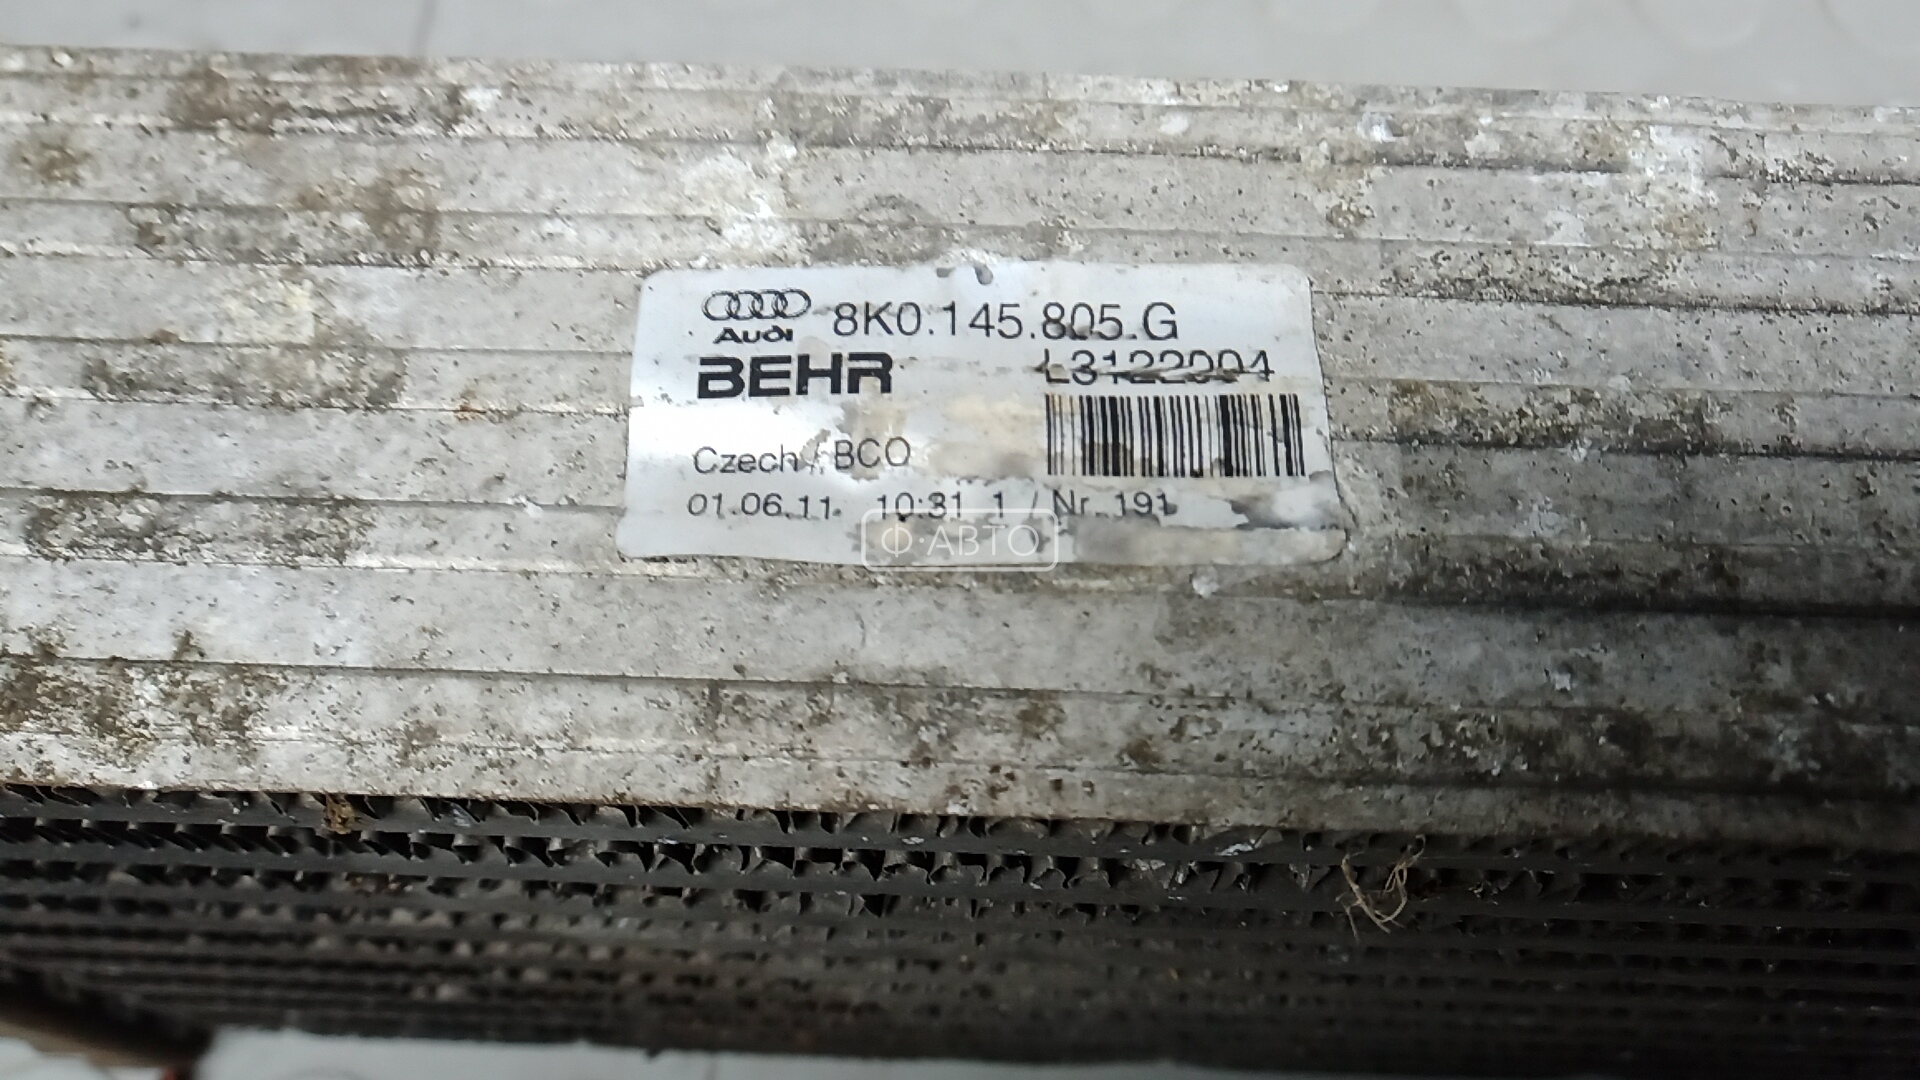 Audi 8K0.145.805.G
BEHR L3122004
Czech / BCO
01.06.11 10:31 1 / Nr. 191
Ф·АВТО